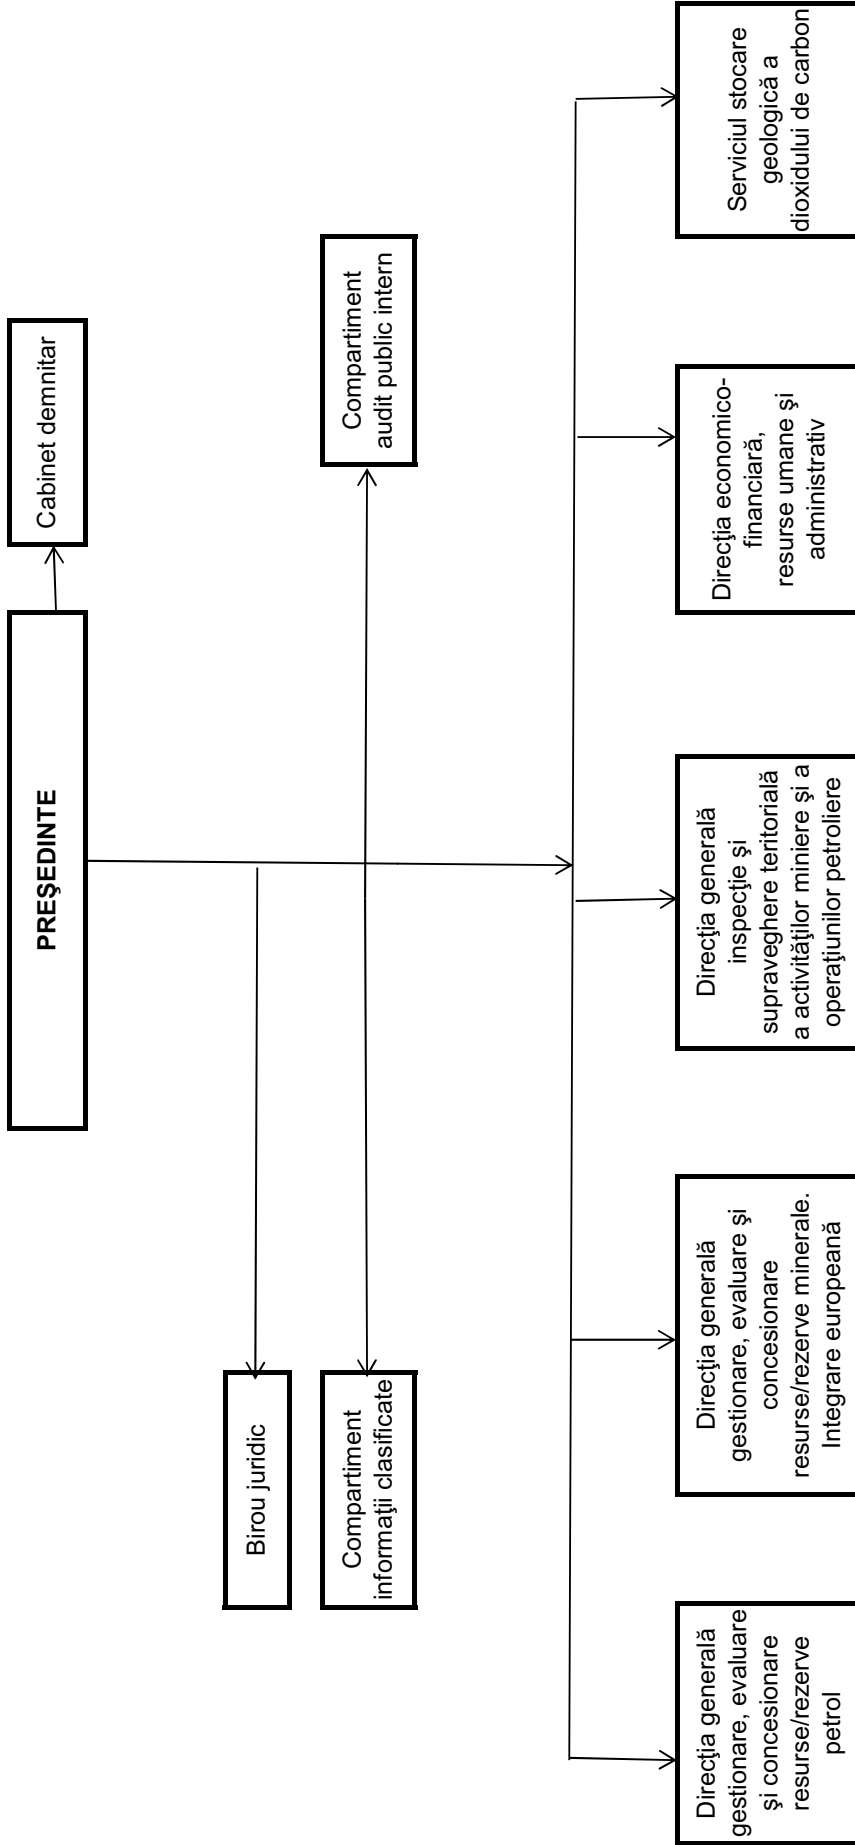 PREŞEDINTE
Cabinet demnitar
Birou juridic
Compartiment
informaţii clasificate
Compartiment
audit public intern
Direcţia generală
gestionare, evaluare
şi concesionare
resurse/rezerve
petrol
Direcţia generală
gestionare, evaluare şi
concesionare
resurse/rezerve minerale.
Integrare europeană
Direcţia generală
inspecţie şi
supraveghere teritorială
a activităţilor miniere şi a
operaţiunilor petroliere
Direcţia economico-
financiară,
resurse umane şi
administrativ
Serviciul stocare
geologică a
dioxidului de carbon